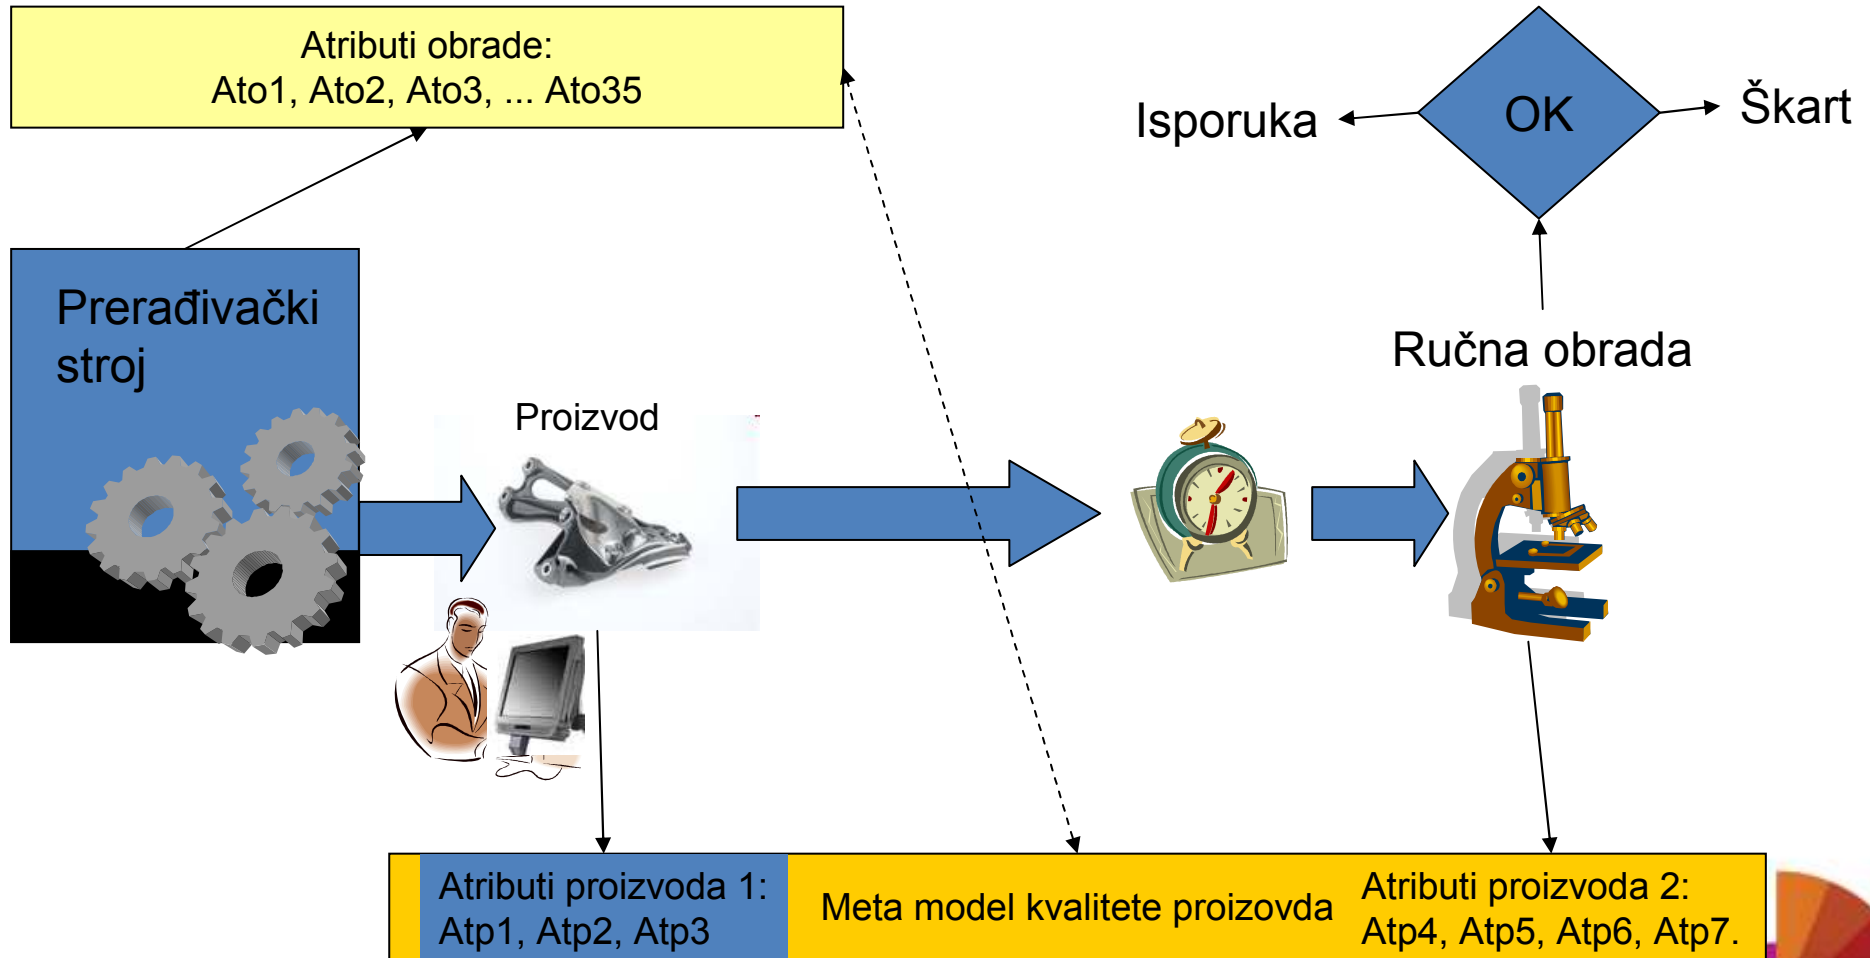 Atributi obrade:
Ato1, Ato2, Ato3, ... Ato35
Isporuka
OK
Škart
Prerađivački
stroj
Proizvod
Ručna obrada
Atributi proizvoda 1:
Atp1, Atp2, Atp3
Meta model kvalitete proizovda
Atributi proizvoda 2:
Atp4, Atp5, Atp6, Atp7.